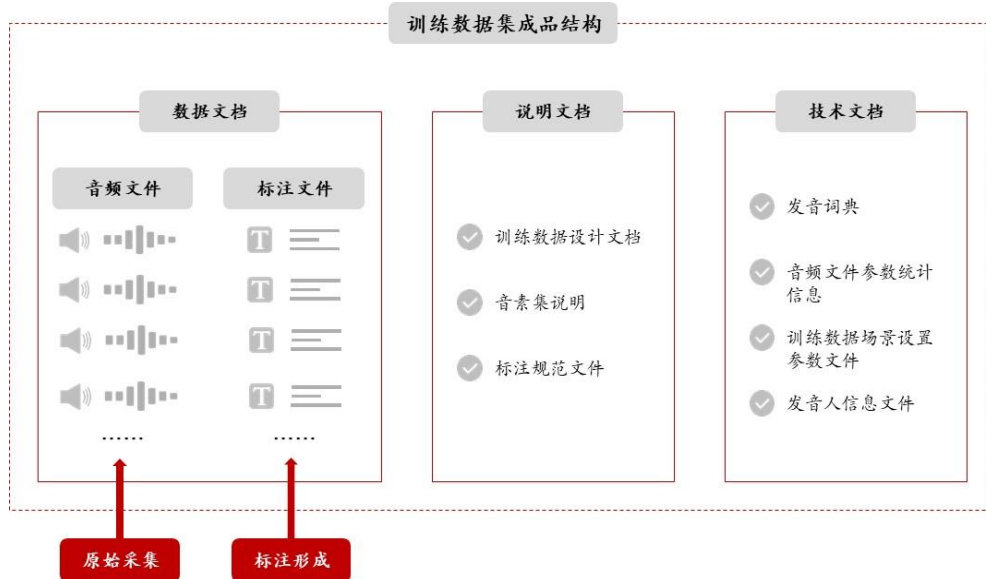 训练数据集成品结构
数据文档
音频文件
标注文件
T
T
T
T
......
......
原始采集
标注形成
说明文档
训练数据设计文档
音素集说明
标注规范文件
技术文档
发音词典
音频文件参数统计
信息
训练数据场景设置
参数文件
发音人信息文件